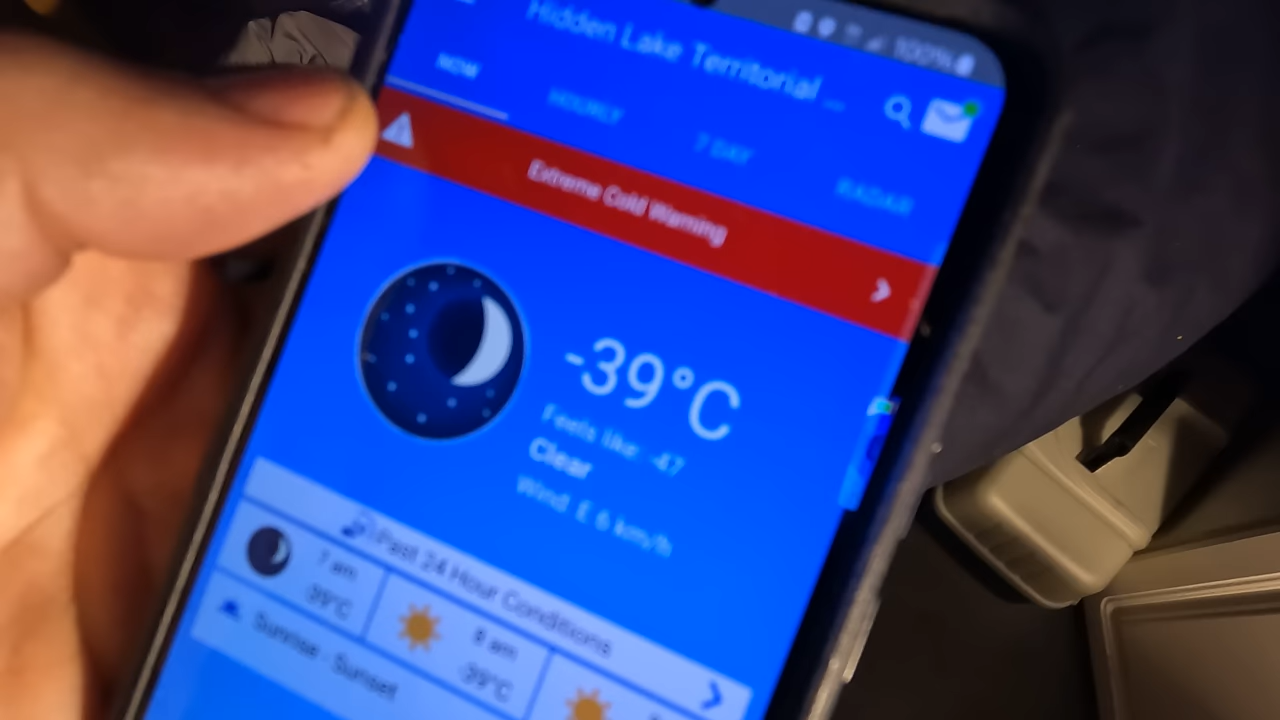 100%
Hidden Lake Territorial ...
NOW
HOURLY
7 DAY
RADAR
Extreme Cold Warning
-39°C
Feels like: -47
Clear
Wind: E 6 km/h
Past 24 Hour Conditions
7 am
-39°C
8 am
-39°C
Sunrise - Sunset